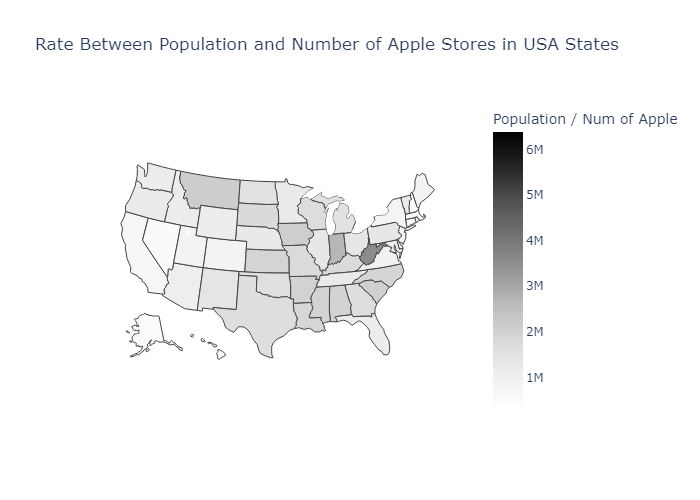 Rate Between Population and Number of Apple Stores in USA States
Population / Num of Apple
6M
5M
4M
3M
2M
1M